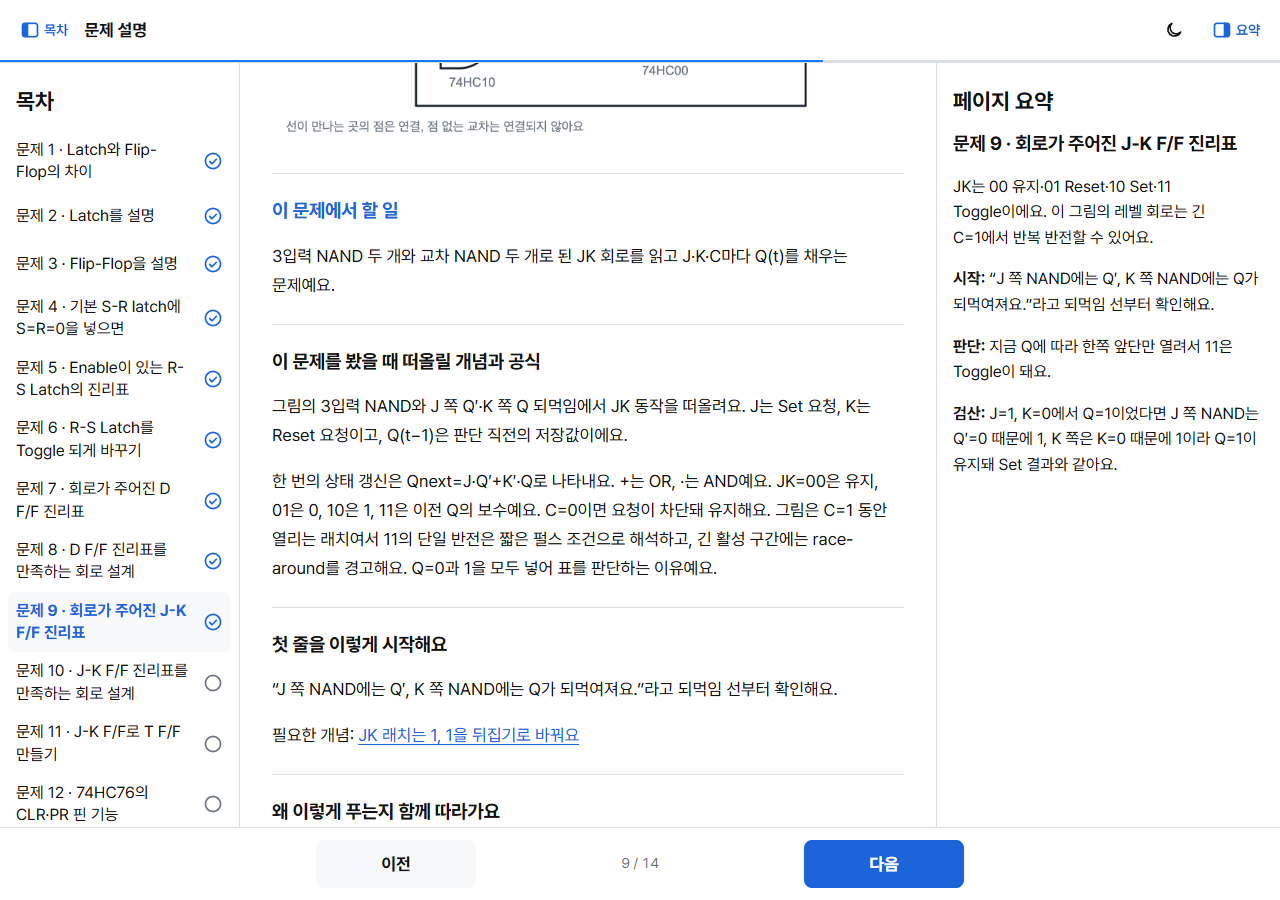 목차
문제 설명
요약
목차
문제 1 · Latch와 Flip-
Flop의 차이
문제 2 · Latch를 설명
문제 3 · Flip-Flop을 설명
문제 4 · 기본 S-R latch에
S=R=0을 넣으면
문제 5 · Enable이 있는 R-
S Latch의 진리표
문제 6 · R-S Latch를
Toggle 되게 바꾸기
문제 7 · 회로가 주어진 D
F/F 진리표
문제 8 · D F/F 진리표를
만족하는 회로 설계
문제 9 · 회로가 주어진 J-K
F/F 진리표
문제 10 · J-K F/F 진리표를
만족하는 회로 설계
문제 11 · J-K F/F로 T F/F
만들기
문제 12 · 74HC76의
CLR·PR 핀 기능
74HC10
74HC00
선이 만나는 곳의 점은 연결, 점 없는 교차는 연결되지 않아요
이 문제에서 할 일
3입력 NAND 두 개와 교차 NAND 두 개로 된 JK 회로를 읽고 J·K·C마다 Q(t)를 채우는
문제예요.
이 문제를 봤을 때 떠올릴 개념과 공식
그림의 3입력 NAND와 J 쪽 Q′·K 쪽 Q 되먹임에서 JK 동작을 떠올려요. J는 Set 요청, K는
Reset 요청이고, Q(t−1)은 판단 직전의 저장값이에요.
한 번의 상태 갱신은 Qnext=J·Q′+K′·Q로 나타내요. +는 OR, ·는 AND예요. JK=00은 유지,
01은 0, 10은 1, 11은 이전 Q의 보수예요. C=0이면 요청이 차단돼 유지해요. 그림은 C=1 동안
열리는 래치여서 11의 단일 반전은 짧은 펄스 조건으로 해석하고, 긴 활성 구간에는 race-
around를 경고해요. Q=0과 1을 모두 넣어 표를 판단하는 이유예요.
첫 줄을 이렇게 시작해요
“J 쪽 NAND에는 Q′, K 쪽 NAND에는 Q가 되먹여져요.”라고 되먹임 선부터 확인해요.
필요한 개념: JK 래치는 1, 1을 뒤집기로 바꿔요
왜 이렇게 푸는지 함께 따라가요
페이지 요약
문제 9 · 회로가 주어진 J-K F/F 진리표
JK는 00 유지·01 Reset·10 Set·11
Toggle이에요. 이 그림의 레벨 회로는 긴
C=1에서 반복 반전할 수 있어요.
시작: “J 쪽 NAND에는 Q′, K 쪽 NAND에는 Q가
되먹여져요.”라고 되먹임 선부터 확인해요.
판단: 지금 Q에 따라 한쪽 앞단만 열려서 11은
Toggle이 돼요.
검산: J=1, K=0에서 Q=1이었다면 J 쪽 NAND는
Q′=0 때문에 1, K 쪽은 K=0 때문에 1이라 Q=1이
유지돼 Set 결과와 같아요.
이전
9 / 14
다음